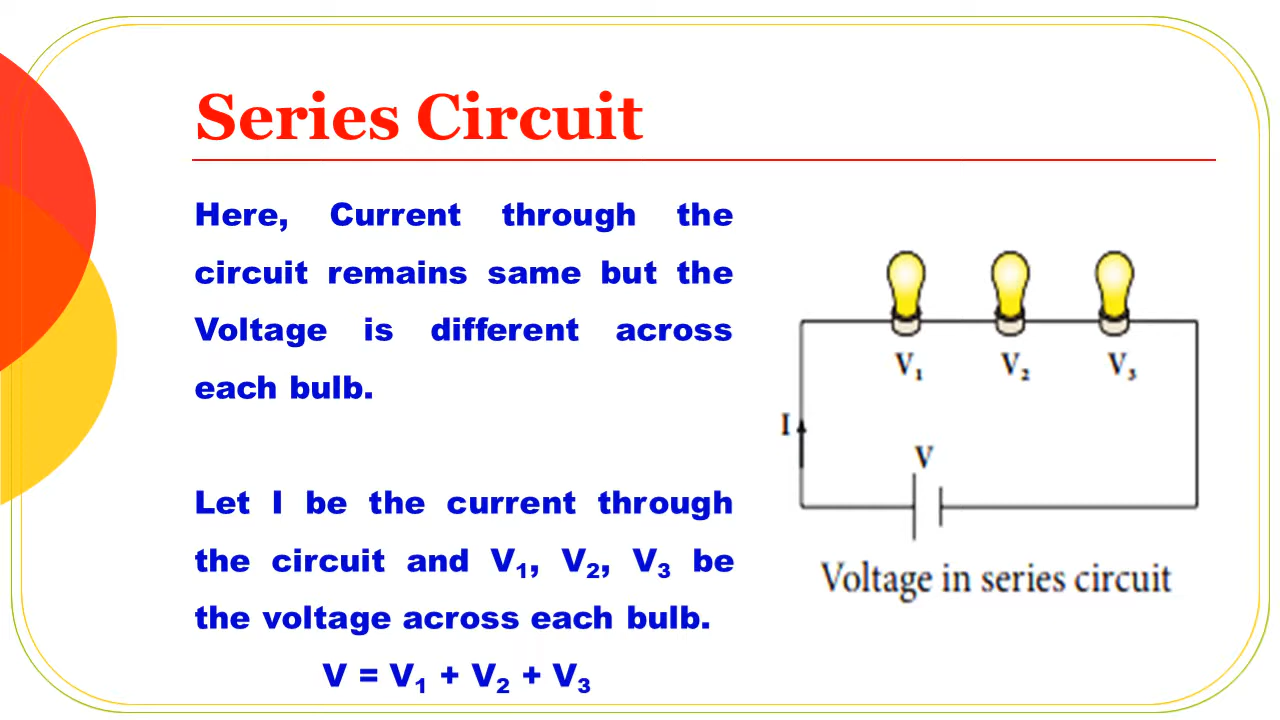 Series Circuit
Here, Current through the
circuit remains same but the
Voltage is different across
each bulb.
Let I be the current through
the circuit and V₁, V₂, V₃ be
the voltage across each bulb.
V = V₁ + V₂ + V₃
V₁ V₂ V₃
I
V
Voltage in series circuit